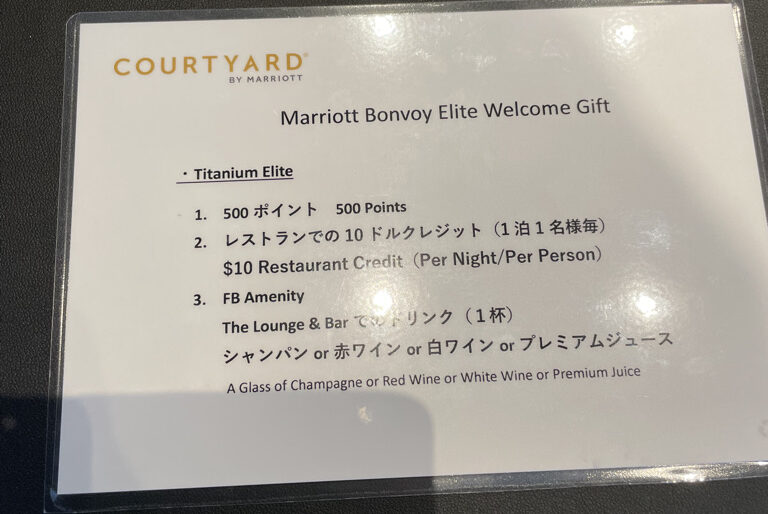 COURTYARD
BY MARRIOTT
Marriott Bonvoy Elite Welcome Gift
・Titanium Elite
1. 500 ポイント 500 Points
2. レストランでの 10 ドルクレジット（1 泊 1 名様毎）
$10 Restaurant Credit（Per Night/Per Person）
3. FB Amenity
The Lounge & Bar でのドリンク（１杯）
シャンパン or 赤ワイン or 白ワイン or プレミアムジュース
A Glass of Champagne or Red Wine or White Wine or Premium Juice